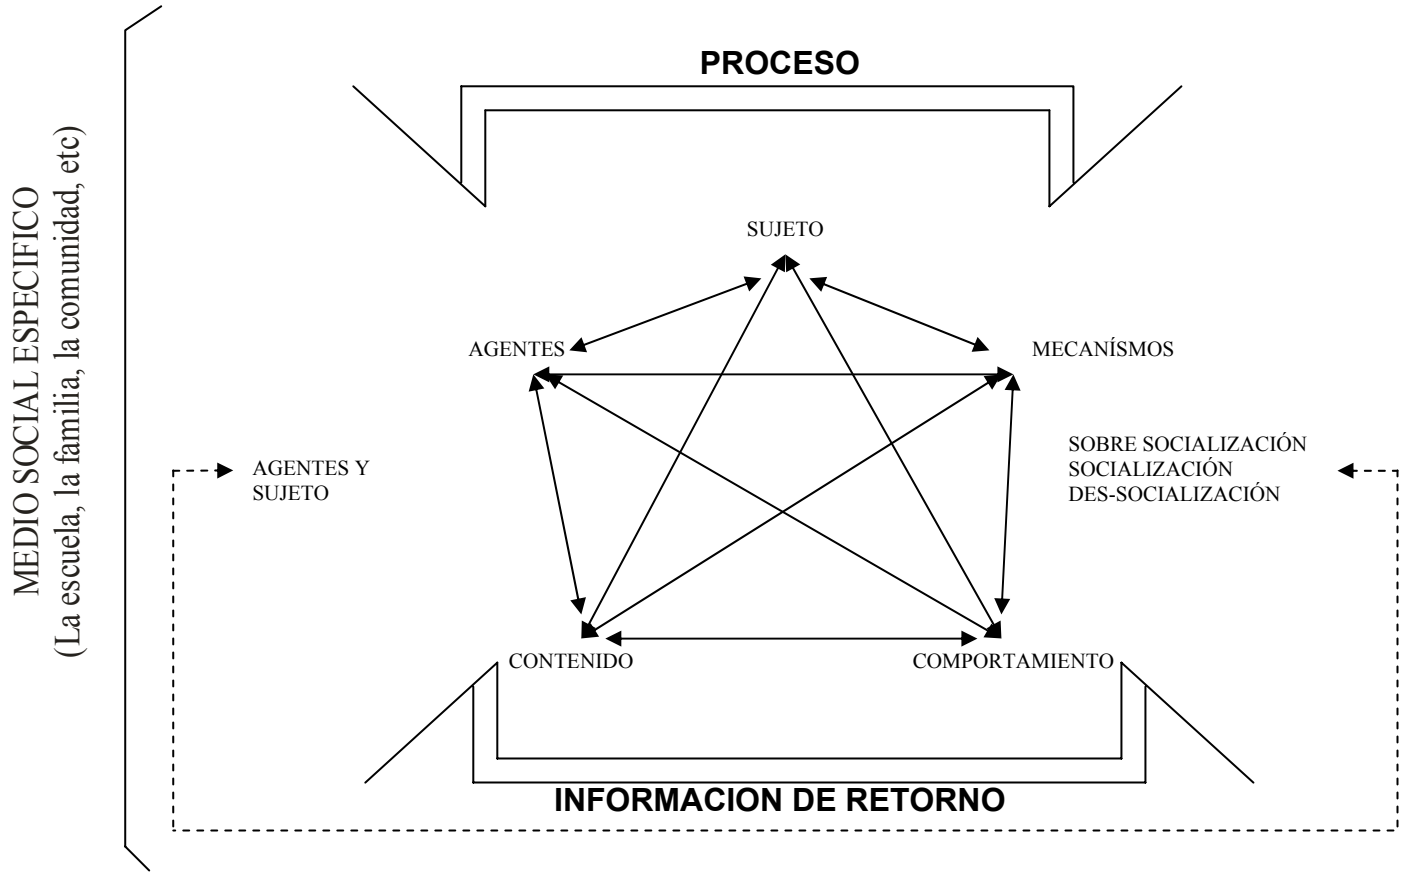 MEDIO SOCIAL ESPECIFICO
(La escuela, la familia, la comunidad, etc)
PROCESO
SUJETO
AGENTES
MECANÍSMOS
AGENTES Y
SUJETO
SOBRE SOCIALIZACIÓN
SOCIALIZACIÓN
DES-SOCIALIZACIÓN
CONTENIDO
COMPORTAMIENTO
INFORMACION DE RETORNO